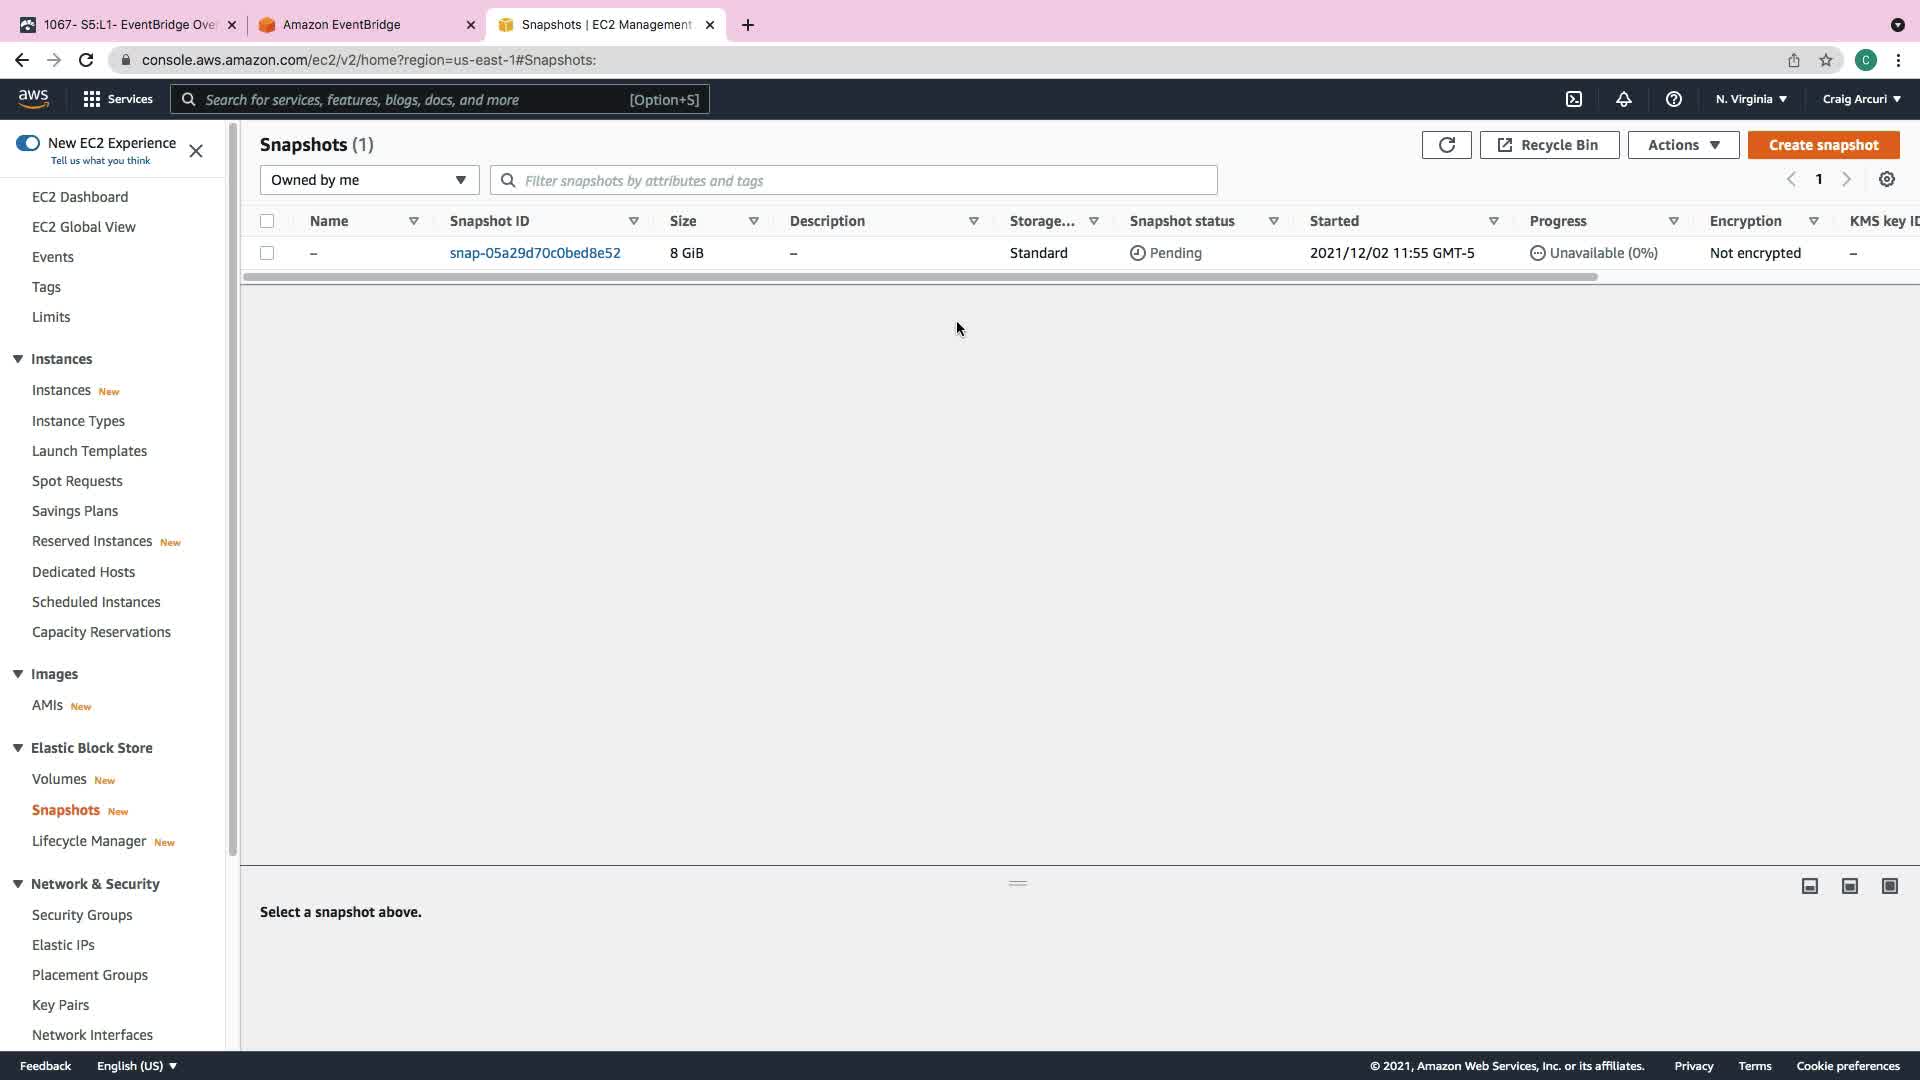 1067- S5:L1- EventBridge Ove
Amazon EventBridge
Snapshots | EC2 Management
console.aws.amazon.com/ec2/v2/home?region=us-east-1#Snapshots:
C
aws
Services
Search for services, features, blogs, docs, and more
[Option+S]
N. Virginia
Craig Arcuri
New EC2 Experience
Tell us what you think
EC2 Dashboard
EC2 Global View
Events
Tags
Limits
Instances
Instances New
Instance Types
Launch Templates
Spot Requests
Savings Plans
Reserved Instances New
Dedicated Hosts
Scheduled Instances
Capacity Reservations
Images
AMIs New
Elastic Block Store
Volumes New
Snapshots New
Lifecycle Manager New
Network & Security
Security Groups
Elastic IPs
Placement Groups
Key Pairs
Network Interfaces
Snapshots (1)
Recycle Bin
Actions
Create snapshot
Owned by me
Filter snapshots by attributes and tags
1
Name Snapshot ID Size Description Storage... Snapshot status Started Progress Encryption KMS key ID
– snap-05a29d70c0bed8e52 8 GiB – Standard Pending 2021/12/02 11:55 GMT-5 Unavailable (0%) Not encrypted –
Select a snapshot above.
Feedback
English (US)
© 2021, Amazon Web Services, Inc. or its affiliates.
Privacy
Terms
Cookie preferences